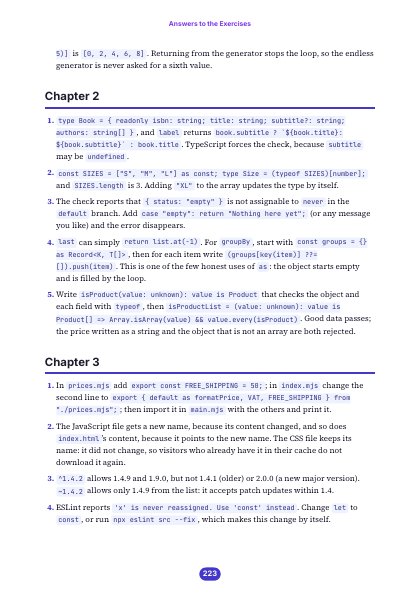 Answers to the Exercises
5)] is [0, 2, 4, 6, 8]. Returning from the generator stops the loop, so the endless
generator is never asked for a sixth value.
Chapter 2
1. type Book = { readonly isbn: string; title: string; subtitle?: string;
authors: string[] }, and label returns book.subtitle ? `${book.title}:
${book.subtitle}` : book.title. TypeScript forces the check, because subtitle
may be undefined.
2. const SIZES = ["S", "M", "L"] as const; type Size = (typeof SIZES)[number];
and SIZES.length is 3. Adding "XL" to the array updates the type by itself.
3. The check reports that { status: "empty" } is not assignable to never in the
default branch. Add case "empty": return "Nothing here yet"; (or any message
you like) and the error disappears.
4. last can simply return list.at(-1). For groupBy, start with const groups = {}
as Record<K, T[]>, then for each item write (groups[key(item)] ??=
[]).push(item). This is one of the few honest uses of as: the object starts empty
and is filled by the loop.
5. Write isProduct(value: unknown): value is Product that checks the object and
each field with typeof, then isProductList = (value: unknown): value is
Product[] => Array.isArray(value) && value.every(isProduct). Good data passes;
the price written as a string and the object that is not an array are both rejected.
Chapter 3
1. In prices.mjs add export const FREE_SHIPPING = 50;; in index.mjs change the
second line to export { default as formatPrice, VAT, FREE_SHIPPING } from
"./prices.mjs";; then import it in main.mjs with the others and print it.
2. The JavaScript file gets a new name, because its content changed, and so does
index.html's content, because it points to the new name. The CSS file keeps its
name: it did not change, so visitors who already have it in their cache do not
download it again.
3. ^1.4.2 allows 1.4.9 and 1.9.0, but not 1.4.1 (older) or 2.0.0 (a new major version).
~1.4.2 allows only 1.4.9 from the list: it accepts patch updates within 1.4.
4. ESLint reports 'x' is never reassigned. Use 'const' instead. Change let to
const, or run npx eslint src --fix, which makes this change by itself.
223